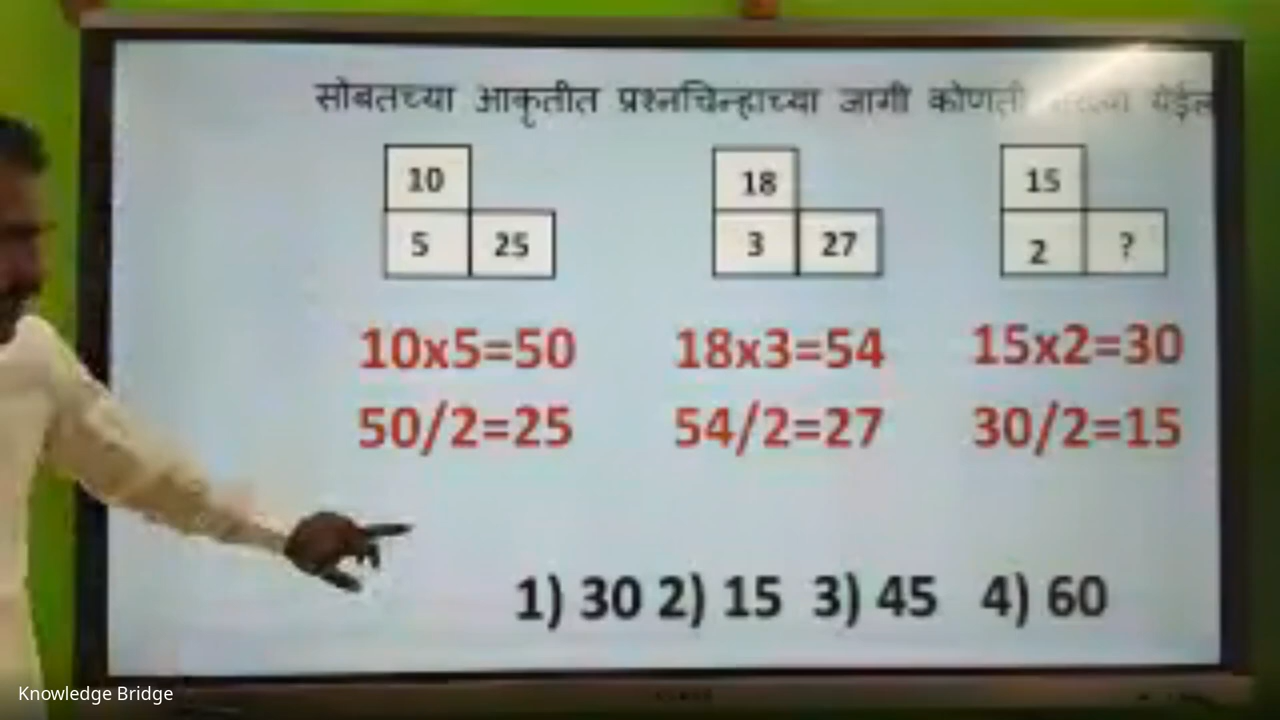 सोबतच्या आकृतीत प्रश्नचिन्हाच्या जागी कोणती येईल
10 18 15
5 25 3 27 2 ?
10x5=50 18x3=54 15x2=30
50/2=25 54/2=27 30/2=15
1) 30 2) 15 3) 45 4) 60
Knowledge Bridge